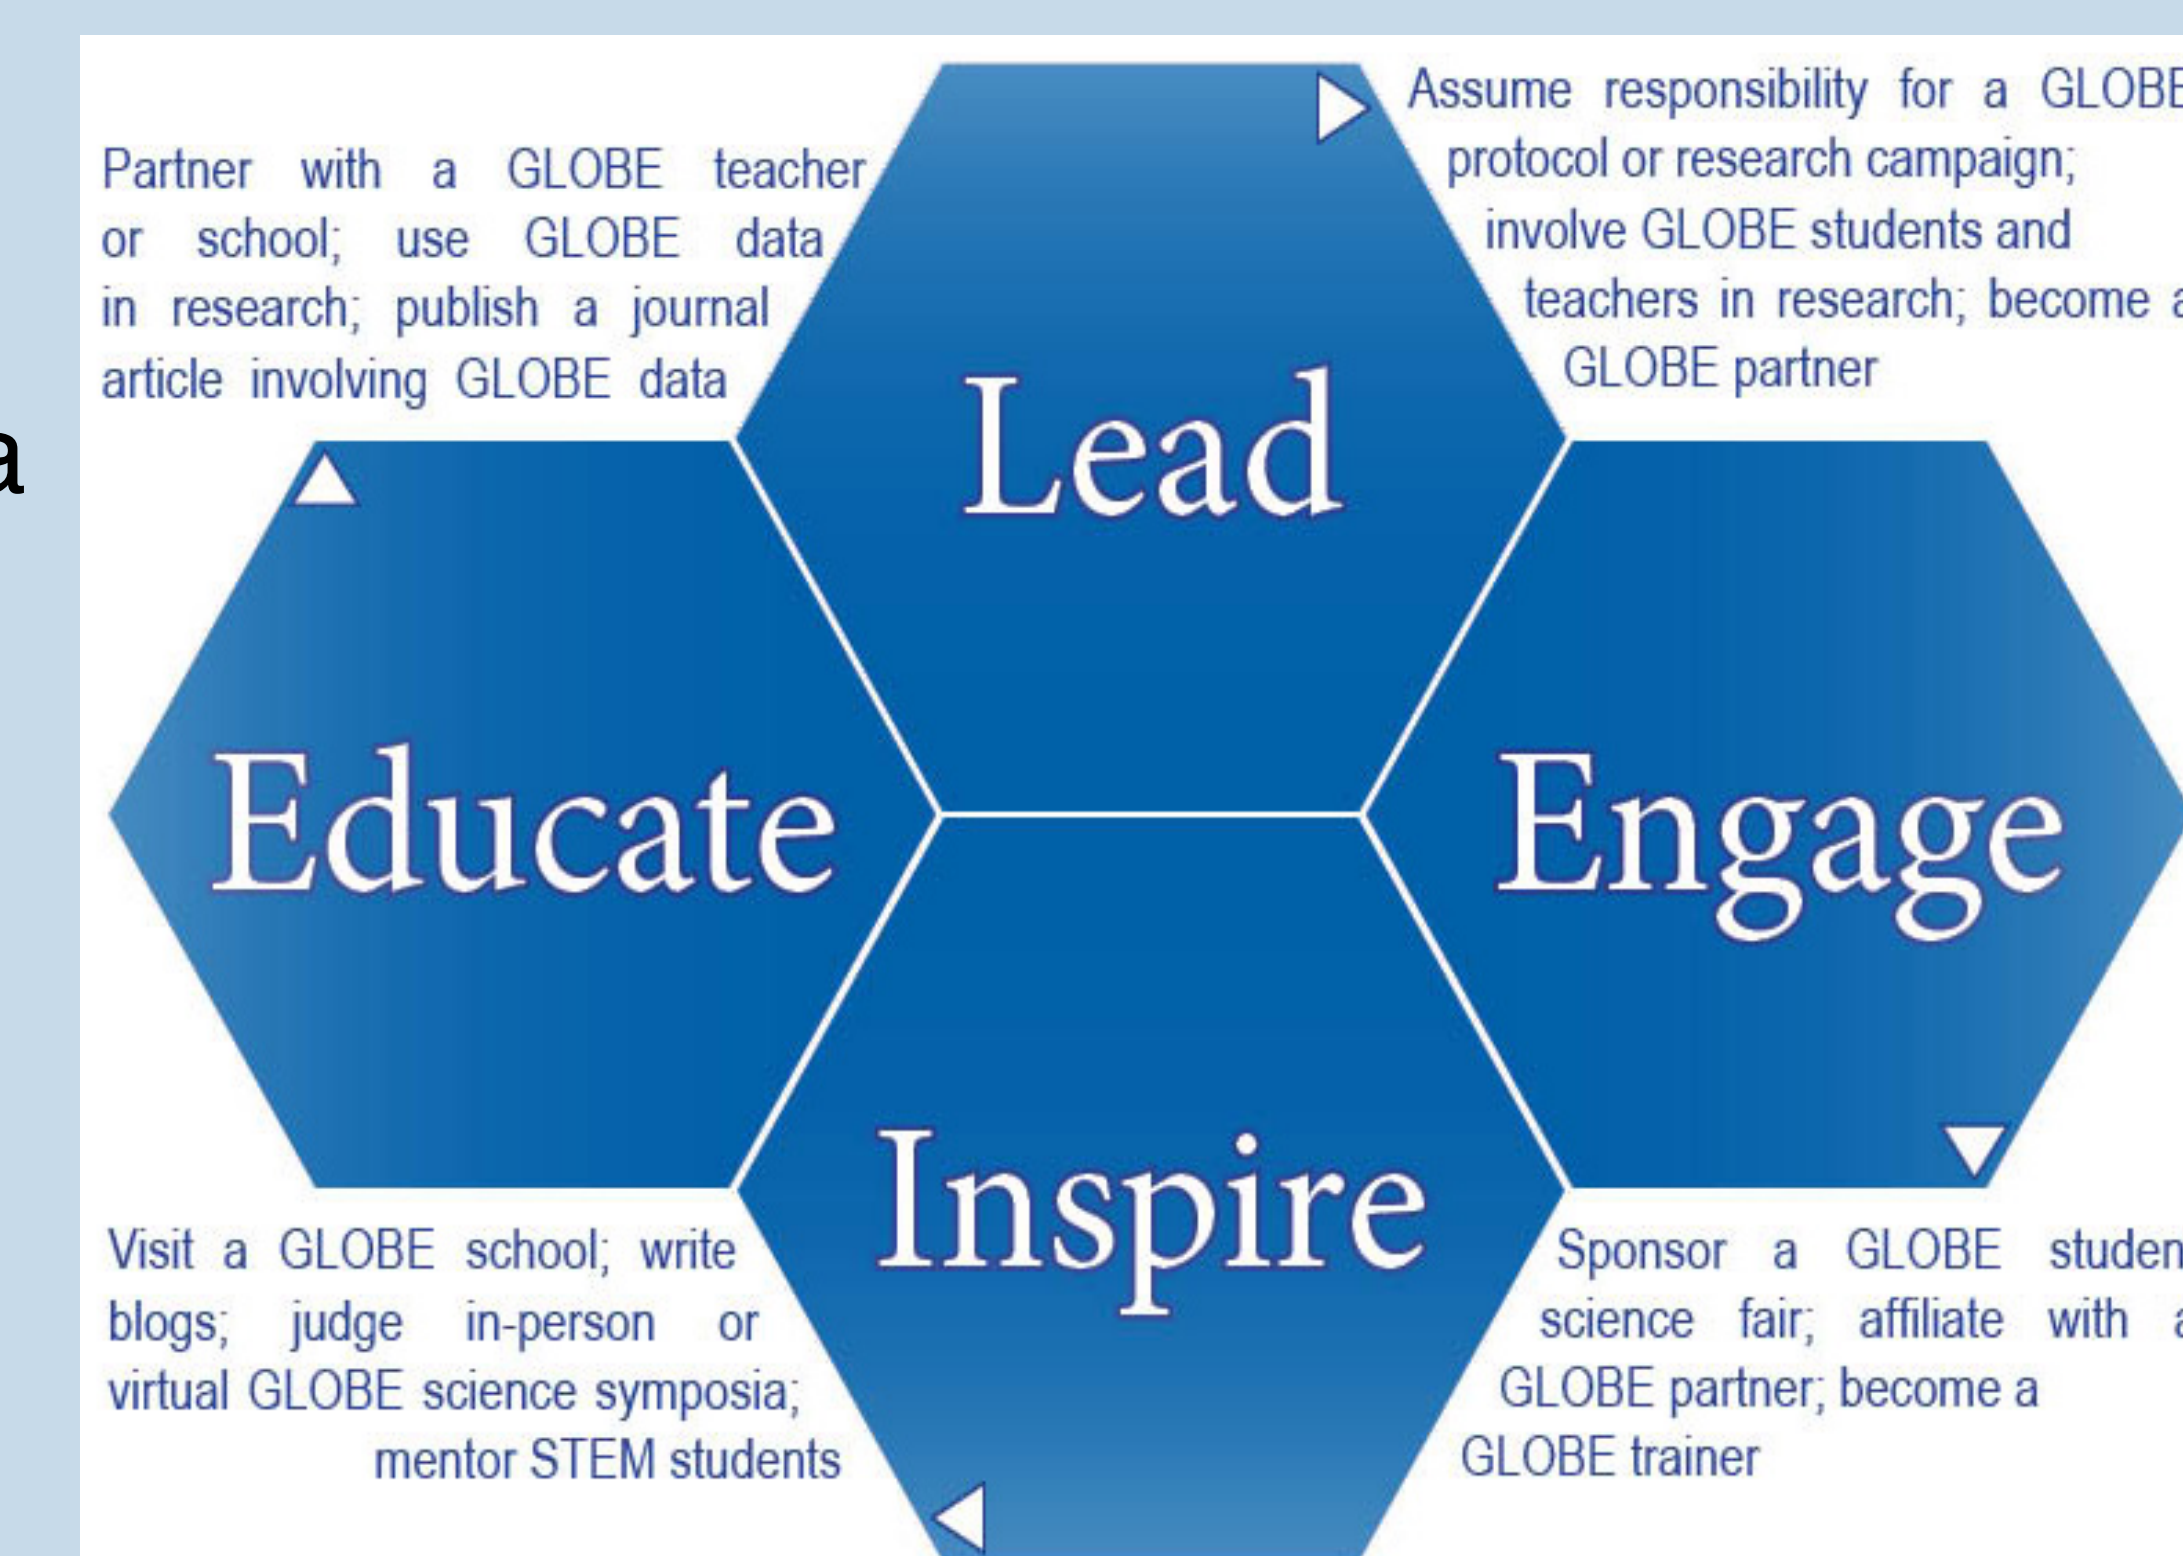 Partner with a GLOBE teacher
or school; use GLOBE data
in research; publish a journal
article involving GLOBE data
Assume responsibility for a GLOBE
protocol or research campaign;
involve GLOBE students and
teachers in research; become a
GLOBE partner
Lead
a
Educate
Engage
Inspire
Visit a GLOBE school; write
blogs; judge in-person or
virtual GLOBE science symposia;
mentor STEM students
Sponsor a GLOBE studen
science fair; affiliate with a
GLOBE partner; become a
GLOBE trainer